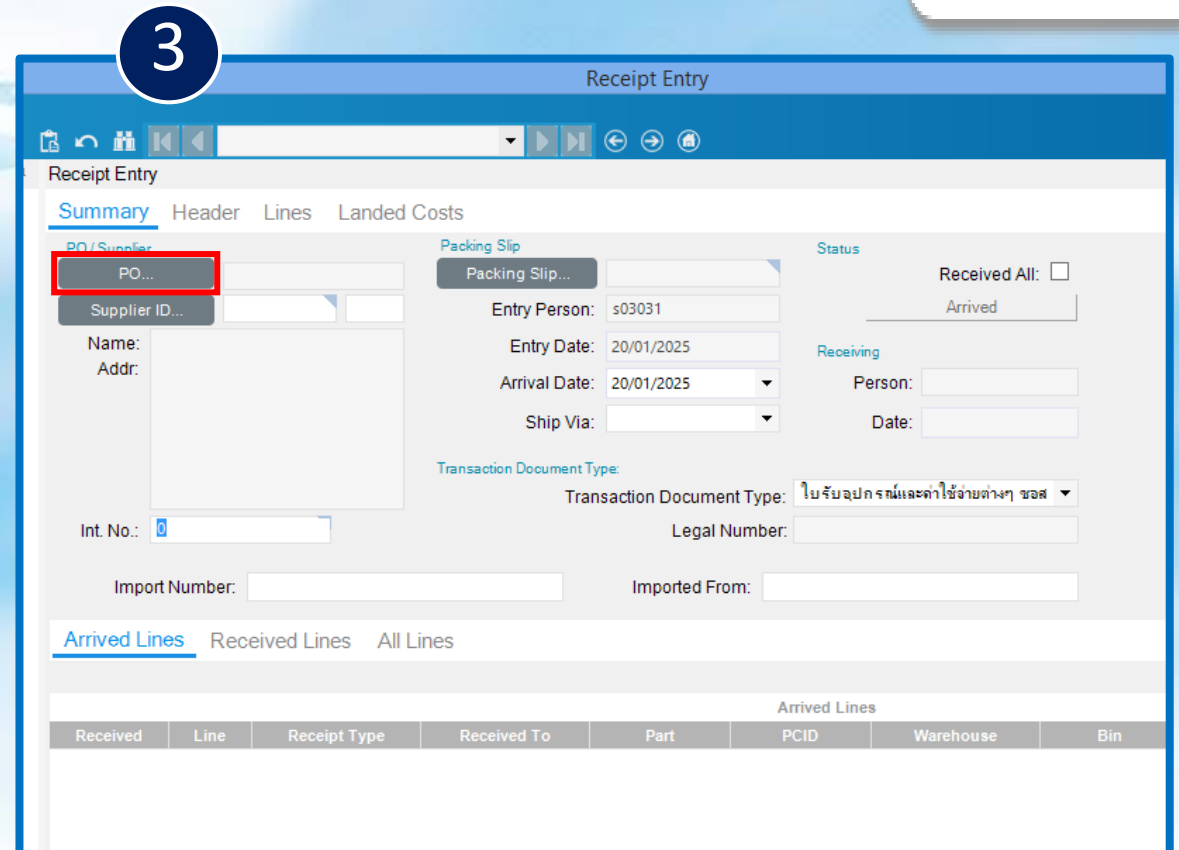 3
Receipt Entry
Receipt Entry
Summary Header Lines Landed Costs
PO / Supplier Packing Slip Status
PO... Packing Slip... Received All:
Supplier ID... Entry Person: s03031 Arrived
Name: Entry Date: 20/01/2025 Receiving
Addr: Arrival Date: 20/01/2025 Person:
Ship Via: Date:
Transaction Document Type:
Transaction Document Type: ใบรับอุปกรณ์และค่าใช้จ่ายต่างๆ ชอส
Int. No.: 0 Legal Number:
Import Number: Imported From:
Arrived Lines Received Lines All Lines
Arrived Lines
Received Line Receipt Type Received To Part PCID Warehouse Bin